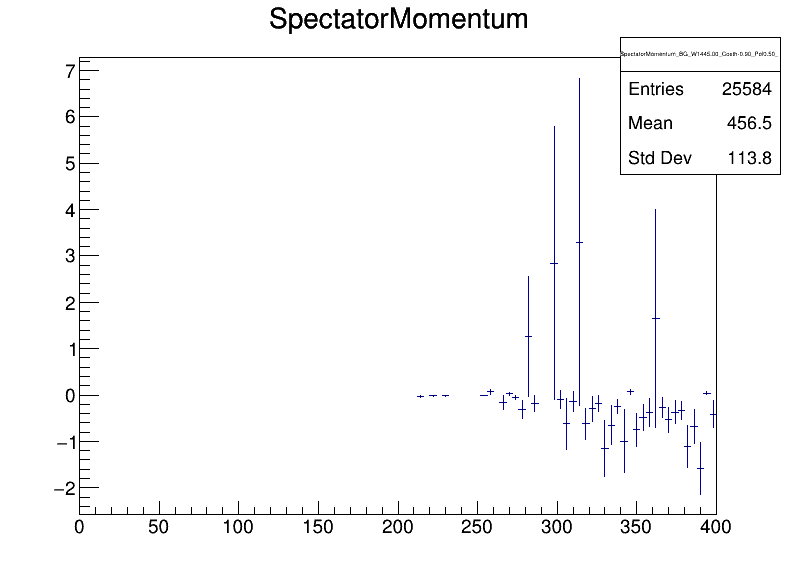 SpectatorMomentum
SpectatorMomentum_BG_W1445.00_Costh-0.90_Pol0.50_
Entries 25584
Mean 456.5
Std Dev 113.8
7
6
5
4
3
2
1
0
−1
−2
0 50 100 150 200 250 300 350 400